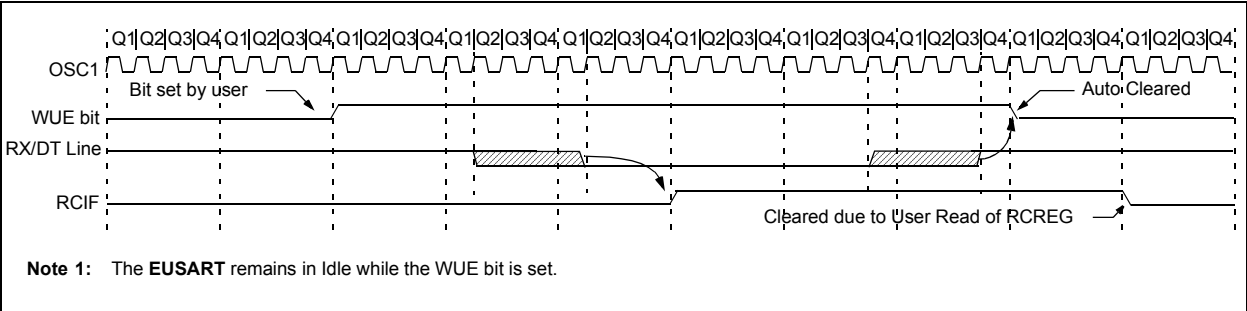 Q1 Q2 Q3 Q4 Q1 Q2 Q3 Q4 Q1 Q2 Q3 Q4 Q1 Q2 Q3 Q4 Q1 Q2 Q3 Q4 Q1 Q2 Q3 Q4 Q1 Q2 Q3 Q4 Q1 Q2 Q3 Q4 Q1 Q2 Q3 Q4 Q1 Q2 Q3 Q4
OSC1
Bit set by user
Auto Cleared
WUE bit
RX/DT Line
RCIF
Cleared due to User Read of RCREG
Note 1: The EUSART remains in Idle while the WUE bit is set.